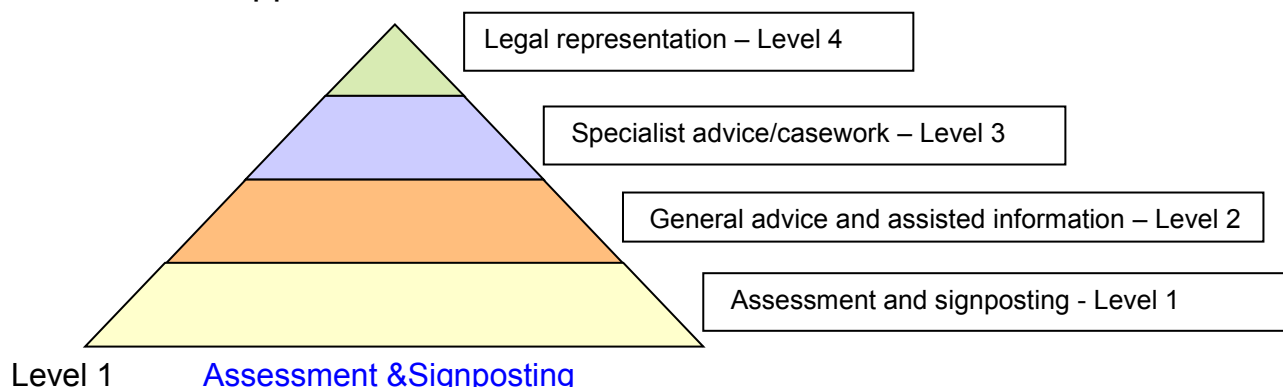 Legal representation – Level 4
Specialist advice/casework – Level 3
General advice and assisted information – Level 2
Assessment and signposting - Level 1
Level 1 Assessment &Signposting